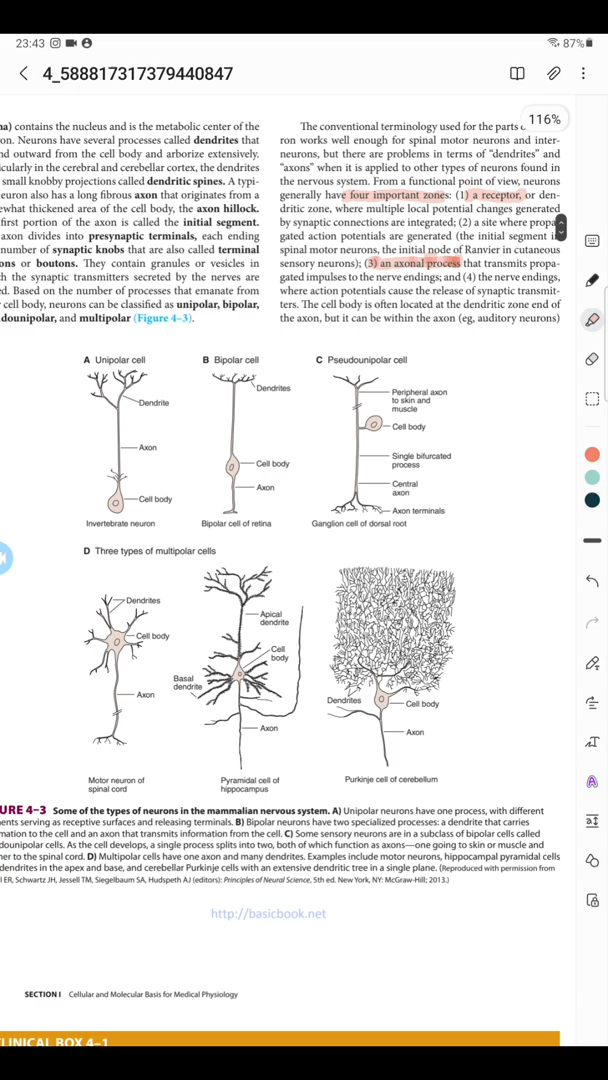 23:43
87%
4_588817317379440847
116%
na) contains the nucleus and is the metabolic center of the
on. Neurons have several processes called dendrites that
nd outward from the cell body and arborize extensively.
icularly in the cerebral and cerebellar cortex, the dendrites
small knobby projections called dendritic spines. A typi-
euron also has a long fibrous axon that originates from a
ewhat thickened area of the cell body, the axon hillock.
first portion of the axon is called the initial segment.
axon divides into presynaptic terminals, each ending
number of synaptic knobs that are also called terminal
ons or boutons. They contain granules or vesicles in
h the synaptic transmitters secreted by the nerves are
ed. Based on the number of processes that emanate from
cell body, neurons can be classified as unipolar, bipolar,
dounipolar, and multipolar (Figure 4–3).
The conventional terminology used for the parts
ron works well enough for spinal motor neurons and inter-
neurons, but there are problems in terms of “dendrites” and
“axons” when it is applied to other types of neurons found in
the nervous system. From a functional point of view, neurons
generally have four important zones: (1) a receptor, or den-
dritic zone, where multiple local potential changes generated
by synaptic connections are integrated; (2) a site where propa-
gated action potentials are generated (the initial segment in
spinal motor neurons, the initial node of Ranvier in cutaneous
sensory neurons); (3) an axonal process that transmits propa-
gated impulses to the nerve endings; and (4) the nerve endings,
where action potentials cause the release of synaptic transmit-
ters. The cell body is often located at the dendritic zone end of
the axon, but it can be within the axon (eg, auditory neurons)
A Unipolar cell
Dendrite
Axon
Cell body
Invertebrate neuron
B Bipolar cell
Dendrites
Cell body
Axon
Bipolar cell of retina
C Pseudounipolar cell
Peripheral axon
to skin and
muscle
Cell body
Single bifurcated
process
Central
axon
Axon terminals
Ganglion cell of dorsal root
D Three types of multipolar cells
Dendrites
Cell body
Axon
Motor neuron of
spinal cord
Apical
dendrite
Cell
body
Basal
dendrite
Axon
Pyramidal cell of
hippocampus
Dendrites
Cell body
Axon
Purkinje cell of cerebellum
URE 4–3 Some of the types of neurons in the mammalian nervous system. A) Unipolar neurons have one process, with different
ments serving as receptive surfaces and releasing terminals. B) Bipolar neurons have two specialized processes: a dendrite that carries
mation to the cell and an axon that transmits information from the cell. C) Some sensory neurons are in a subclass of bipolar cells called
dounipolar cells. As the cell develops, a single process splits into two, both of which function as axons—one going to skin or muscle and
her to the spinal cord. D) Multipolar cells have one axon and many dendrites. Examples include motor neurons, hippocampal pyramidal cells
dendrites in the apex and base, and cerebellar Purkinje cells with an extensive dendritic tree in a single plane. (Reproduced with permission from
l ER, Schwartz JH, Jessell TM, Siegelbaum SA, Hudspeth AJ (editors): Principles of Neural Science, 5th ed. New York, NY: McGraw-Hill; 2013.)
http://basicbook.net
SECTION I Cellular and Molecular Basis for Medical Physiology
LINICAL BOX 4–1